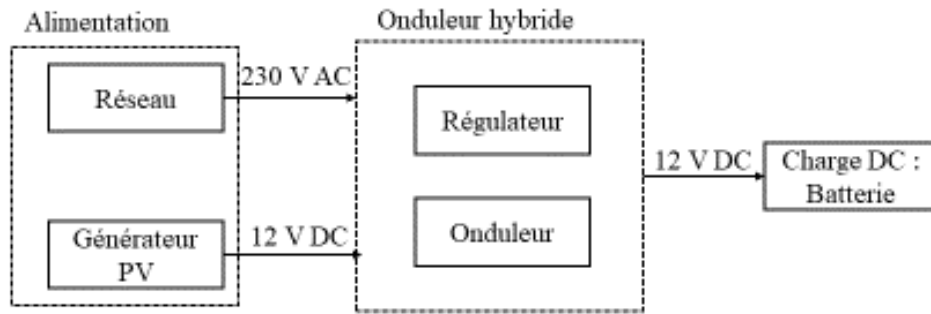 Alimentation
Onduleur hybride
230 V AC
Réseau
Régulateur
12 V DC
Charge DC :
Batterie
Générateur
PV
12 V DC
Onduleur